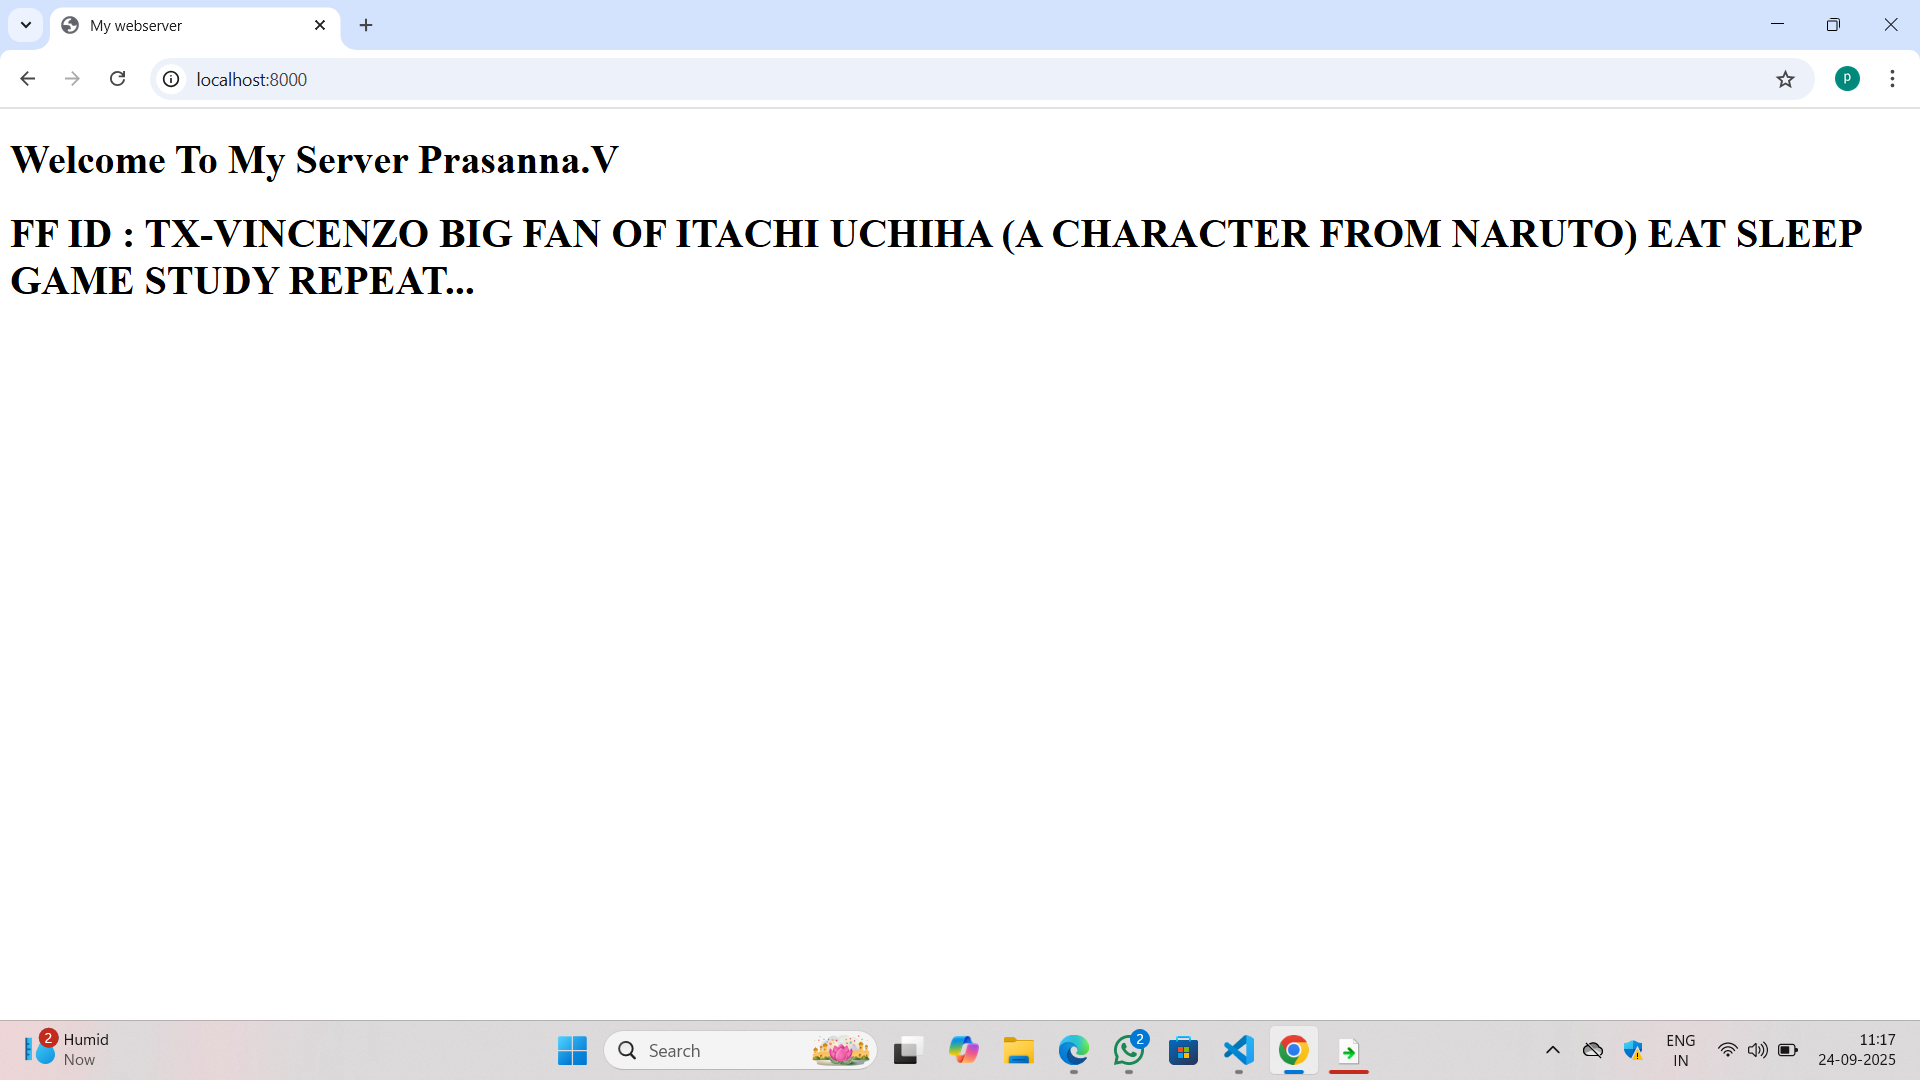 My webserver
localhost:8000
P
Welcome To My Server Prasanna.V
FF ID : TX-VINCENZO BIG FAN OF ITACHI UCHIHA (A CHARACTER FROM NARUTO) EAT SLEEP
GAME STUDY REPEAT...
2
Humid
Now
Search
2
ENG
IN
11:17
24-09-2025